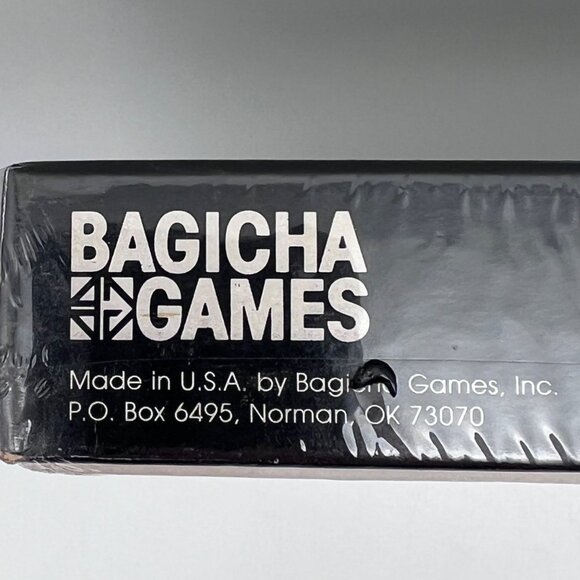 BAGICHA
GAMES
Made in U.S.A. by Games, Inc.
P.O. Box 6495, Norman, OK 73070